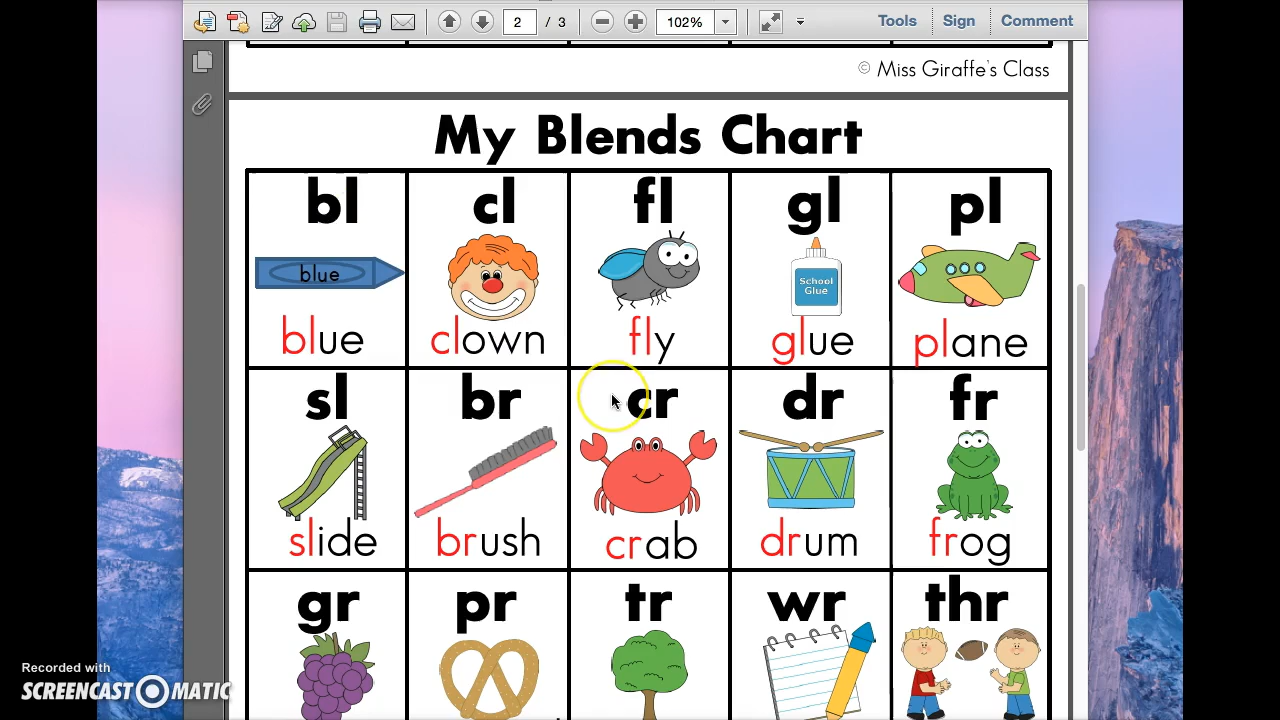 2 / 3 102% Tools Sign Comment
© Miss Giraffe's Class
My Blends Chart
bl cl fl gl pl
blue School
Glue
blue clown fly glue plane
sl br cr dr fr
slide brush crab drum frog
gr pr tr wr thr
Recorded with
SCREENCAST MATIC